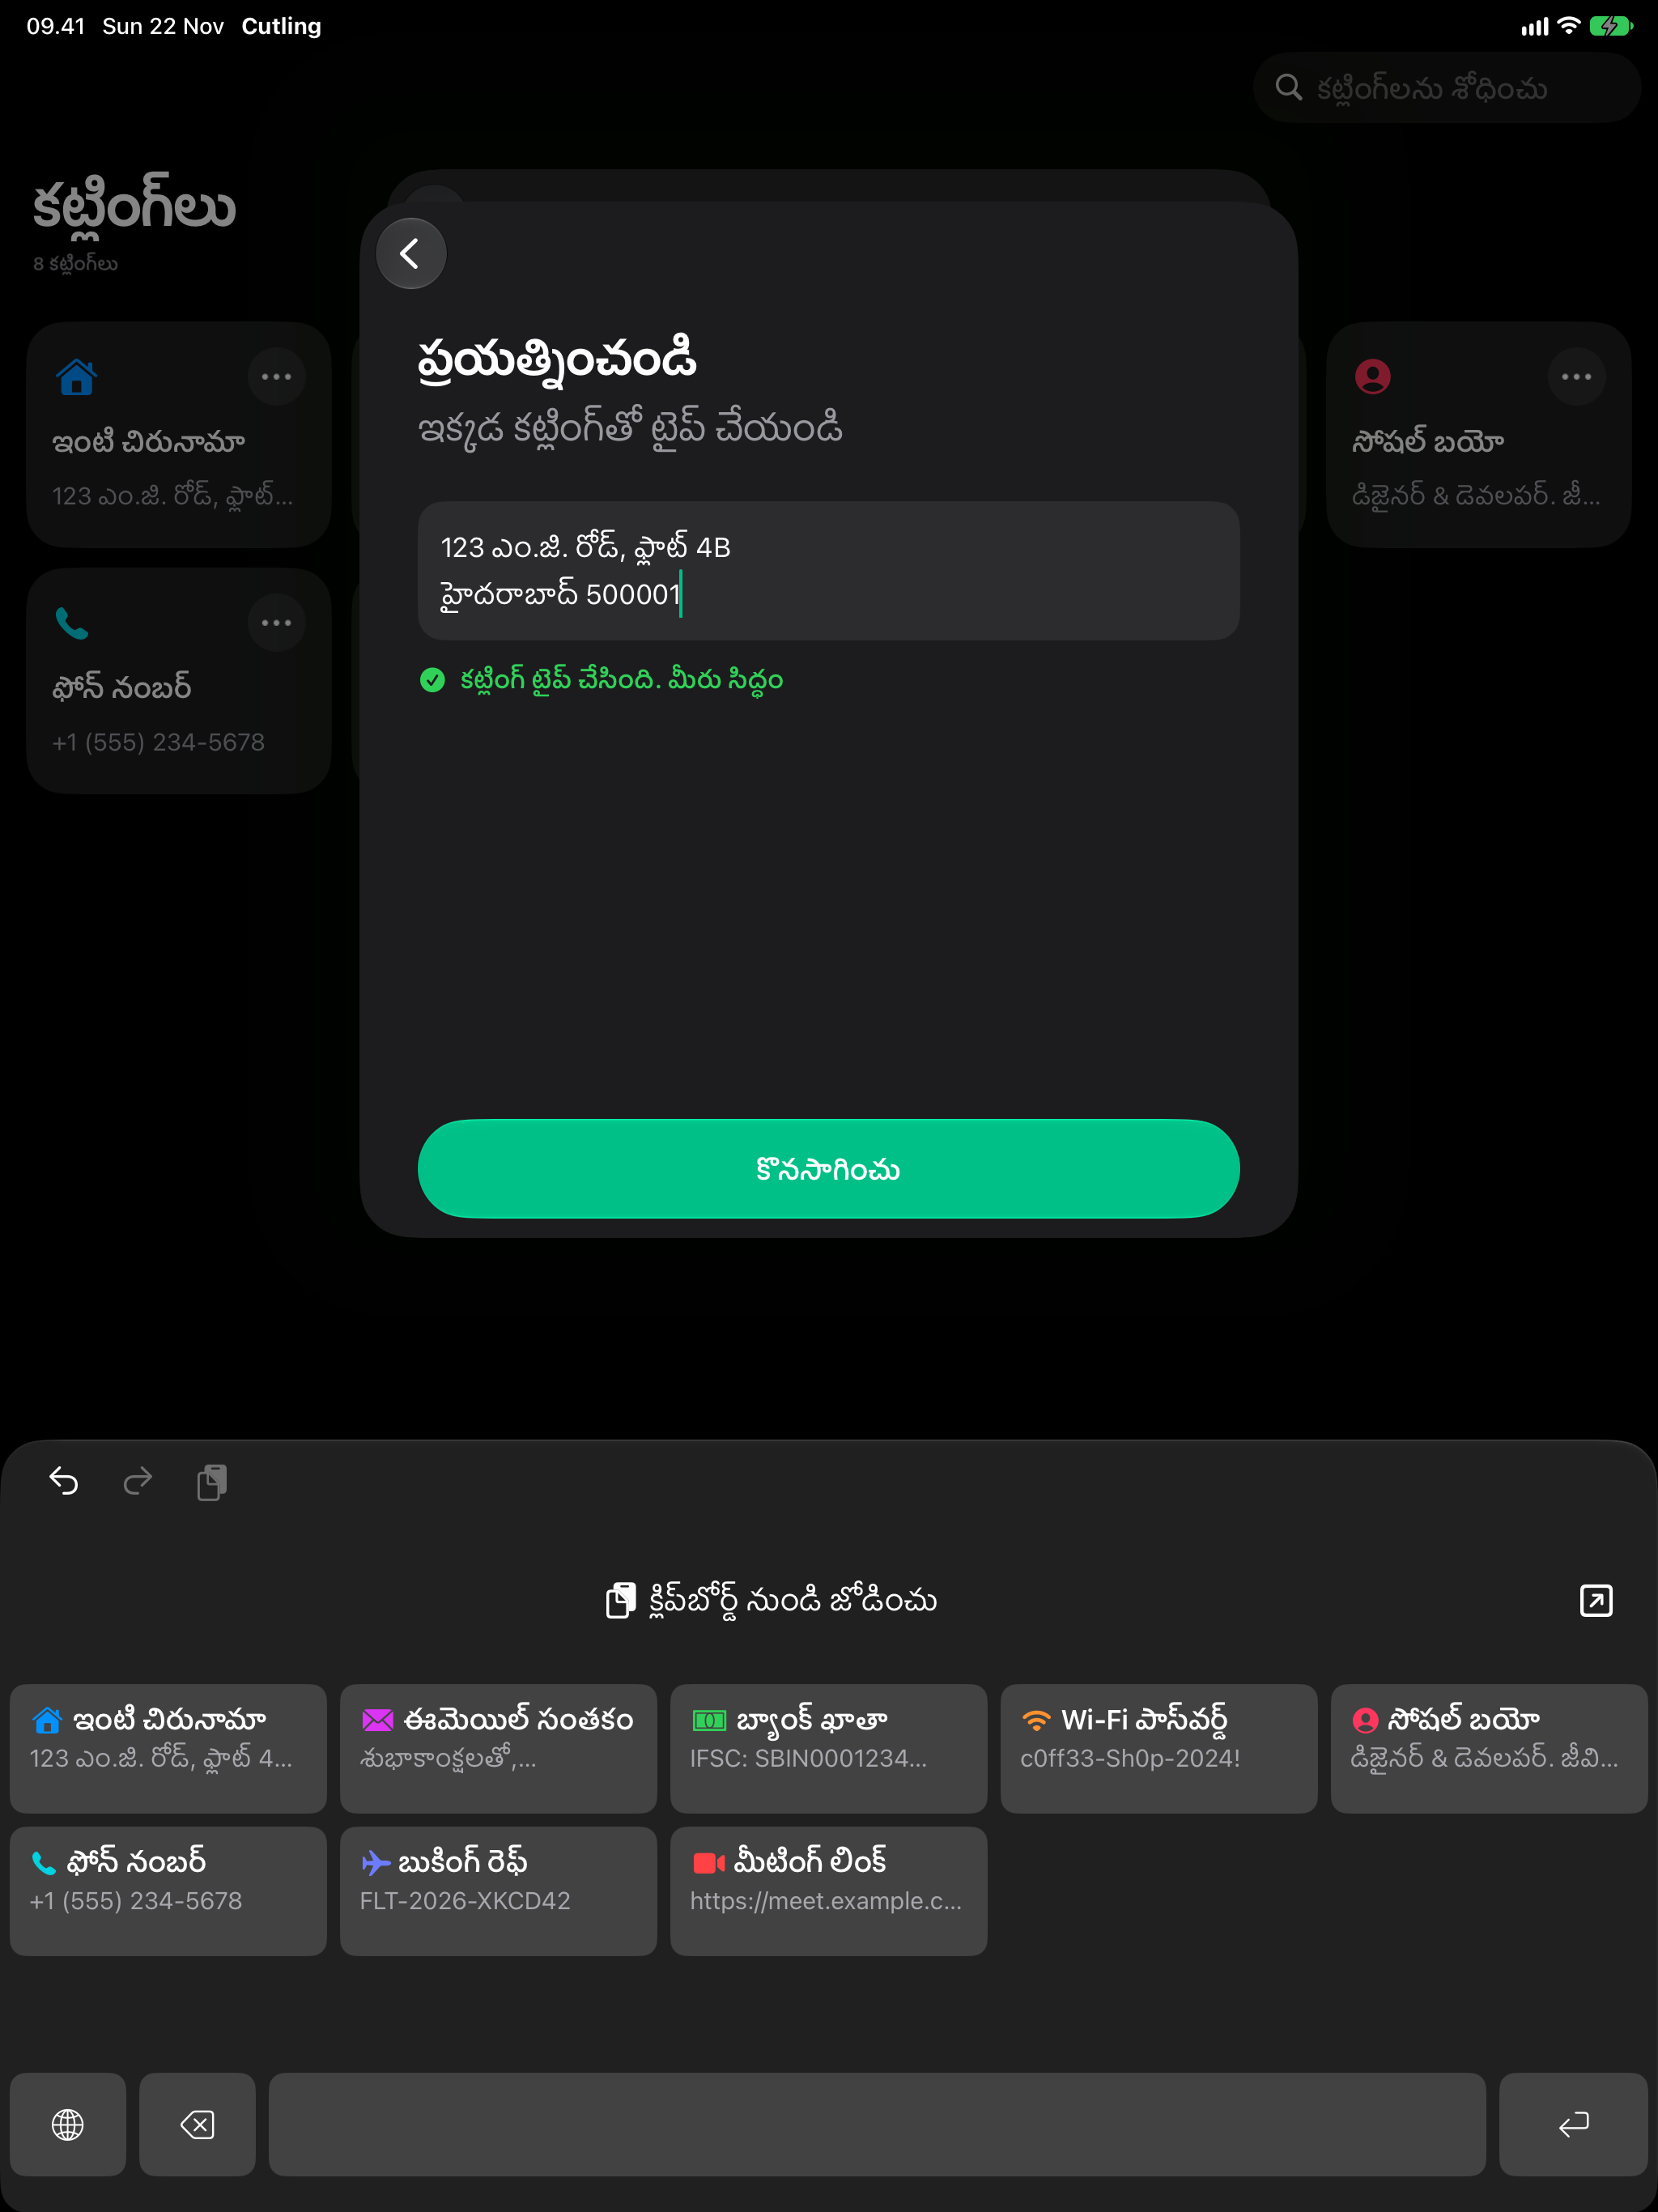 09.41 Sun 22 Nov Cutling
కట్లింగ్‌లను శోధించు
కట్లింగ్‌లు
8 కట్లింగ్‌లు
ఇంటి చిరునామా
123 ఎం.జి. రోడ్, ఫ్లాట్...
సోషల్ బయో
డిజైనర్ & డెవలపర్. జీ...
ఫోన్ నంబర్
+1 (555) 234-5678
ప్రయత్నించండి
ఇక్కడ కట్లింగ్‌తో టైప్ చేయండి
123 ఎం.జి. రోడ్, ఫ్లాట్ 4B
హైదరాబాద్ 500001
కట్లింగ్ టైప్ చేసింది. మీరు సిద్ధం
కొనసాగించు
క్లిప్‌బోర్డ్ నుండి జోడించు
ఇంటి చిరునామా
123 ఎం.జి. రోడ్, ఫ్లాట్ 4...
ఈమెయిల్ సంతకం
శుభాకాంక్షలతో,...
బ్యాంక్ ఖాతా
IFSC: SBIN0001234...
Wi-Fi పాస్‌వర్డ్
c0ff33-Sh0p-2024!
సోషల్ బయో
డిజైనర్ & డెవలపర్. జీవి...
ఫోన్ నంబర్
+1 (555) 234-5678
బుకింగ్ రెఫ్
FLT-2026-XKCD42
మీటింగ్ లింక్
https://meet.example.c...